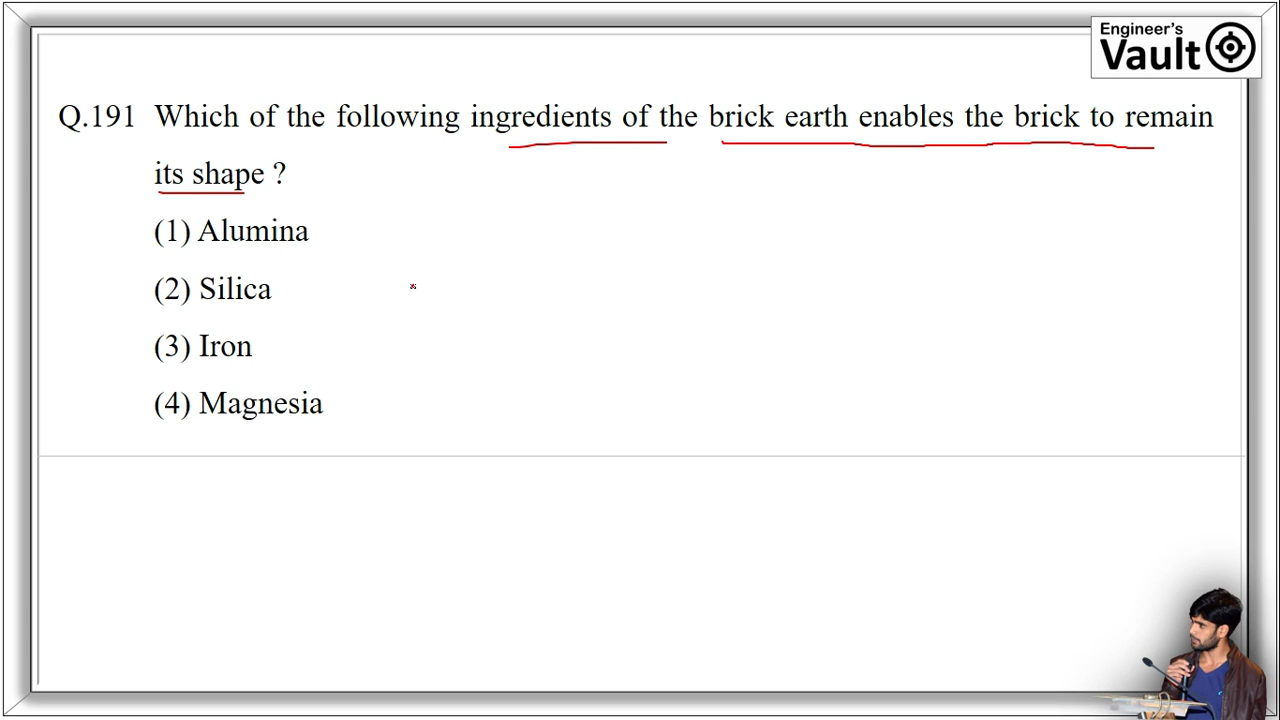 Engineer's
Vault
Q.191 Which of the following ingredients of the brick earth enables the brick to remain
its shape ?
(1) Alumina
(2) Silica
(3) Iron
(4) Magnesia